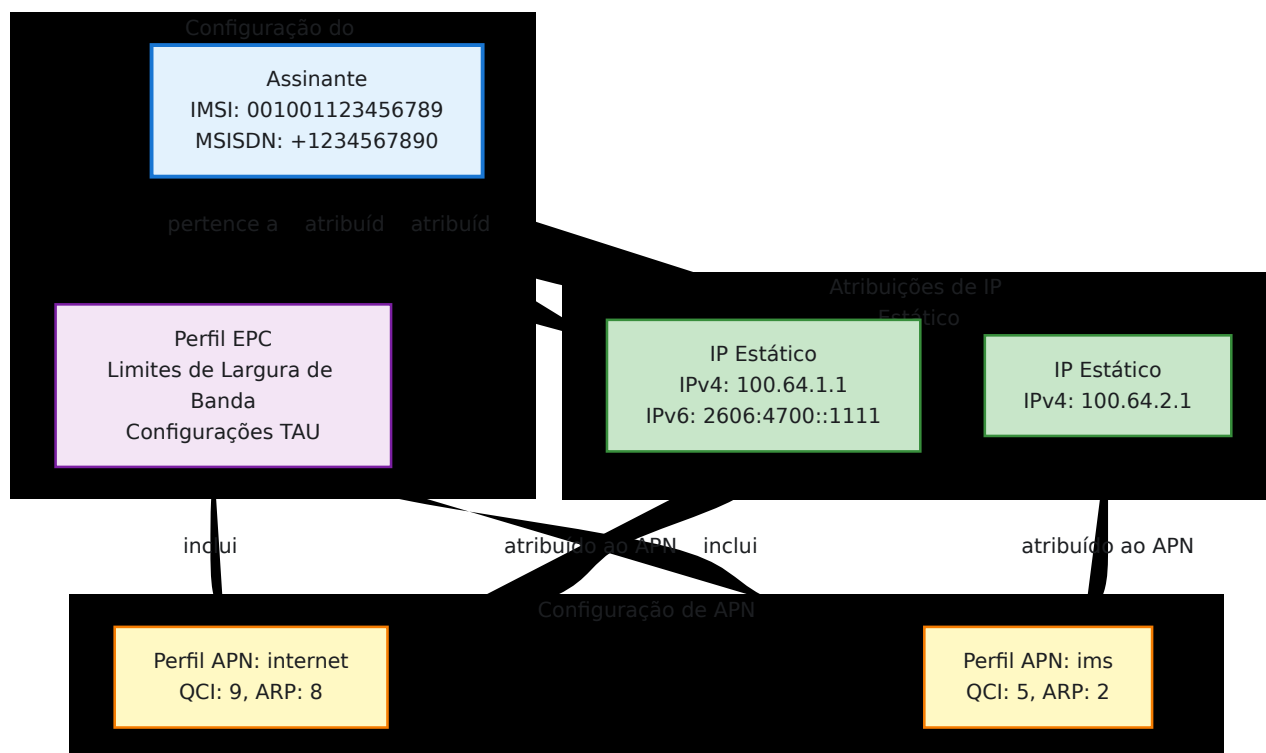 Configuração do
Assinante
IMSI: 001001123456789
MSISDN: +1234567890
pertence a
atribuíd
atribuíd
Perfil EPC
Limites de Largura de
Banda
Configurações TAU
Atribuições de IP
Estático
IP Estático
IPv4: 100.64.1.1
IPv6: 2606:4700::1111
IP Estático
IPv4: 100.64.2.1
inclui
atribuído ao APN
inclui
atribuído ao APN
Configuração de APN
Perfil APN: internet
QCI: 9, ARP: 8
Perfil APN: ims
QCI: 5, ARP: 2